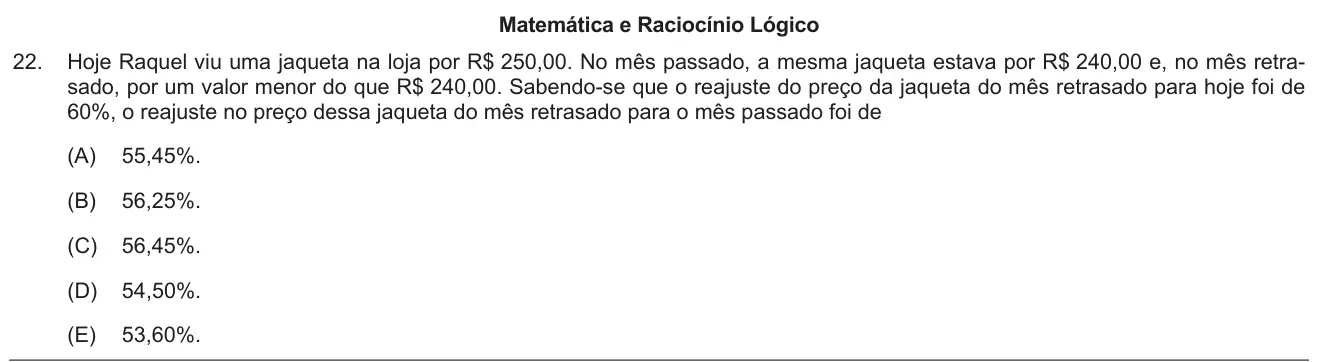 Matemática e Raciocínio Lógico
22. Hoje Raquel viu uma jaqueta na loja por R$ 250,00. No mês passado, a mesma jaqueta estava por R$ 240,00 e, no mês retra-
sado, por um valor menor do que R$ 240,00. Sabendo-se que o reajuste do preço da jaqueta do mês retrasado para hoje foi de
60%, o reajuste no preço dessa jaqueta do mês retrasado para o mês passado foi de
(A) 55,45%.
(B) 56,25%.
(C) 56,45%.
(D) 54,50%.
(E) 53,60%.